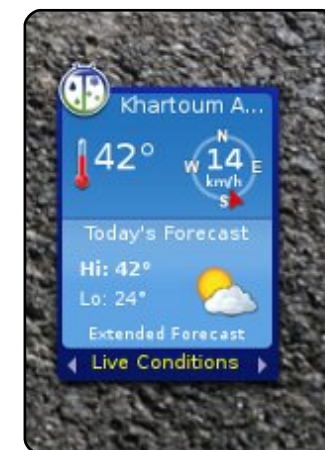 Khartoum A...
42°
N
W 14 E
km/h
S
Today's Forecast
Hi: 42°
Lo: 24°
Extended Forecast
Live Conditions